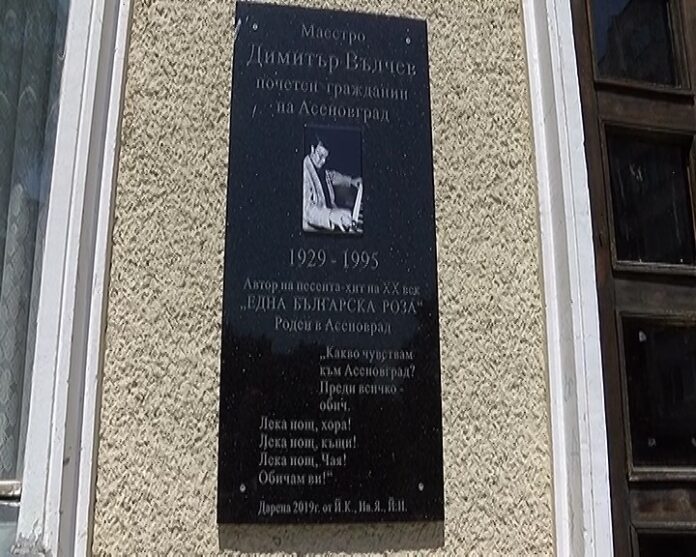 Маестро
Димитър Вълчев
почетен гражданин
на Асеновград
1929 - 1995
Автор на песента-хит на XX век
„ЕДНА БЪЛГАРСКА РОЗА“
Роден в Асеновград
„Какво чувствам
към Асеновград?
Преди всичко -
обич.
Лека нощ, хора!
Лека нощ, къщи!
Лека нощ, Чая!
Обичам ви!“
Дарена 2019г. от Й.К., Ив.Я., Й.И.